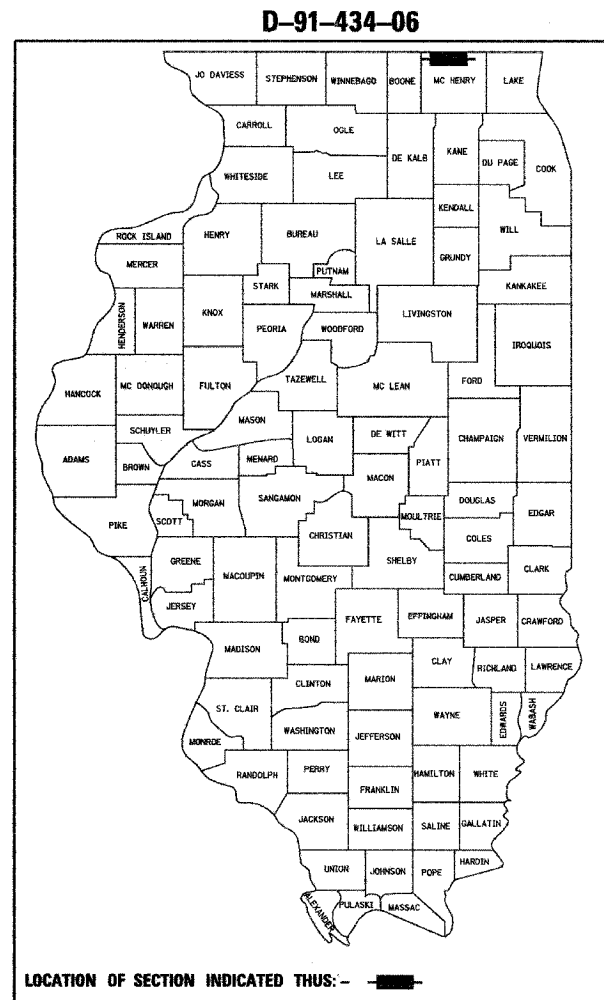 D-91-434-06
JO DAVIESS
STEPHENSON
WINNEBAGO
BOONE
MC HENRY
LAKE
CARROLL
OGLE
DE KALB
KANE
DU PAGE
COOK
WHITESIDE
LEE
KENDALL
ROCK ISLAND
HENRY
BUREAU
LA SALLE
GRUNDY
WILL
MERCER
PUTNAM
KANKAKEE
HENDERSON
WARREN
KNOX
STARK
MARSHALL
LIVINGSTON
PEORIA
WOODFORD
IROQUOIS
HANCOCK
MC DONOUGH
FULTON
TAZEWELL
MC LEAN
FORD
MASON
SCHUYLER
LOGAN
DE WITT
CHAMPAIGN
VERMILION
ADAMS
BROWN
CASS
MENARD
MACON
PIATT
PIKE
SCOTT
MORGAN
SANGAMON
MOULTRIE
DOUGLAS
EDGAR
CHRISTIAN
COLES
CALHOUN
GREENE
MACOUPIN
MONTGOMERY
SHELBY
CUMBERLAND
CLARK
JERSEY
FAYETTE
EFFINGHAM
JASPER
CRAWFORD
MADISON
BOND
CLAY
RICHLAND
LAWRENCE
CLINTON
MARION
ST. CLAIR
WAYNE
EDWARDS
WABASH
WASHINGTON
JEFFERSON
MONROE
RANDOLPH
PERRY
HAMILTON
WHITE
FRANKLIN
JACKSON
WILLIAMSON
SALINE
GALLATIN
UNION
JOHNSON
POPE
HARDIN
ALEXANDER
PULASKI
MASSAC
LOCATION OF SECTION INDICATED THUS: -